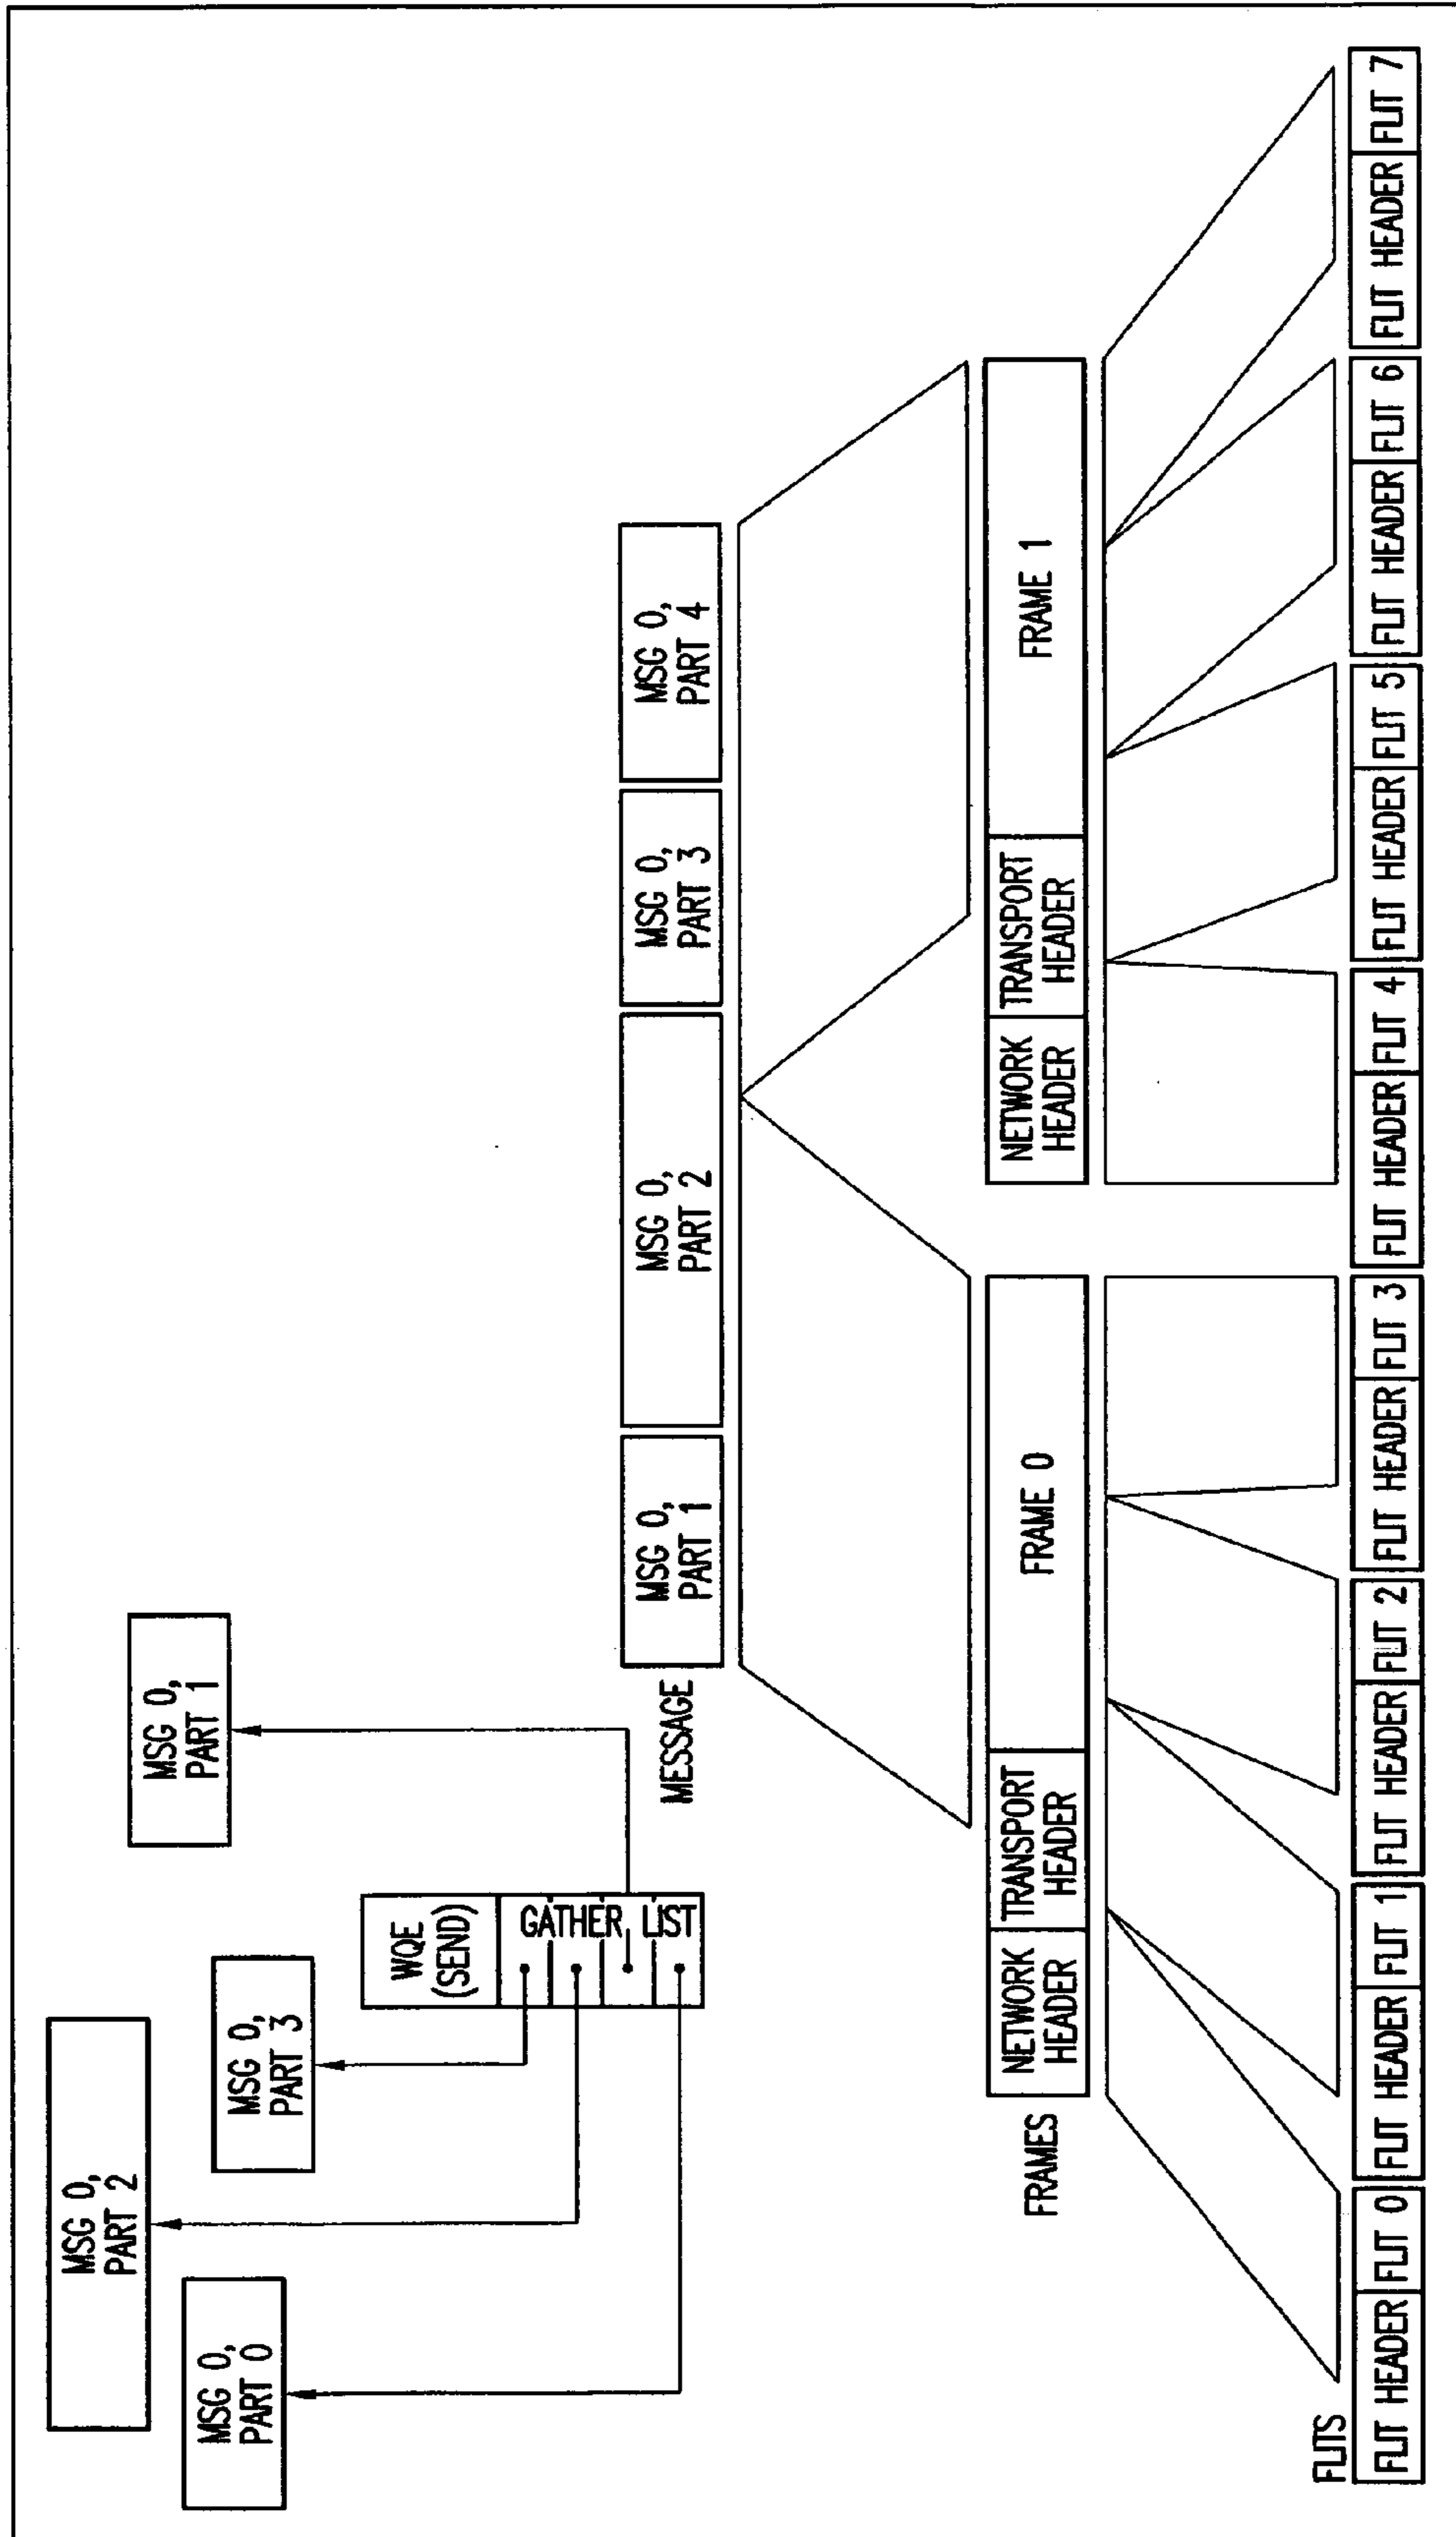 MSG 0,
PART 2
MSG 0,
PART 0
MSG 0,
PART 3
MSG 0,
PART 1
WQE
(SEND)
GATHER LIST
MESSAGE
MSG 0,
PART 1
MSG 0,
PART 2
MSG 0,
PART 3
MSG 0,
PART 4
FRAMES
NETWORK
HEADER
TRANSPORT
HEADER
FRAME 0
NETWORK
HEADER
TRANSPORT
HEADER
FRAME 1
FLITS
FLIT HEADER
FLIT 0
FLIT HEADER
FLIT 1
FLIT HEADER
FLIT 2
FLIT HEADER
FLIT 3
FLIT HEADER
FLIT 4
FLIT HEADER
FLIT 5
FLIT HEADER
FLIT 6
FLIT HEADER
FLIT 7